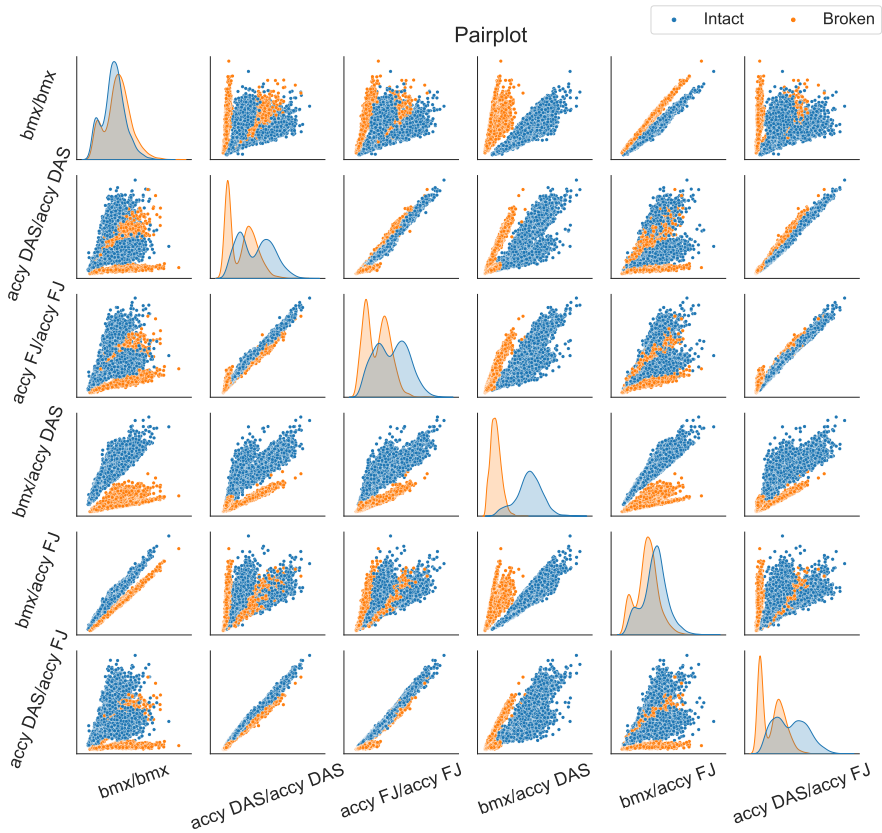 Intact Broken
Pairplot
bmx/bmx
accy DAS/accy DAS
accy FJ/accy FJ
bmx/accy DAS
bmx/accy FJ
accy DAS/accy FJ
bmx/bmx
accy DAS/accy DAS
accy FJ/accy FJ
bmx/accy DAS
bmx/accy FJ
accy DAS/accy FJ